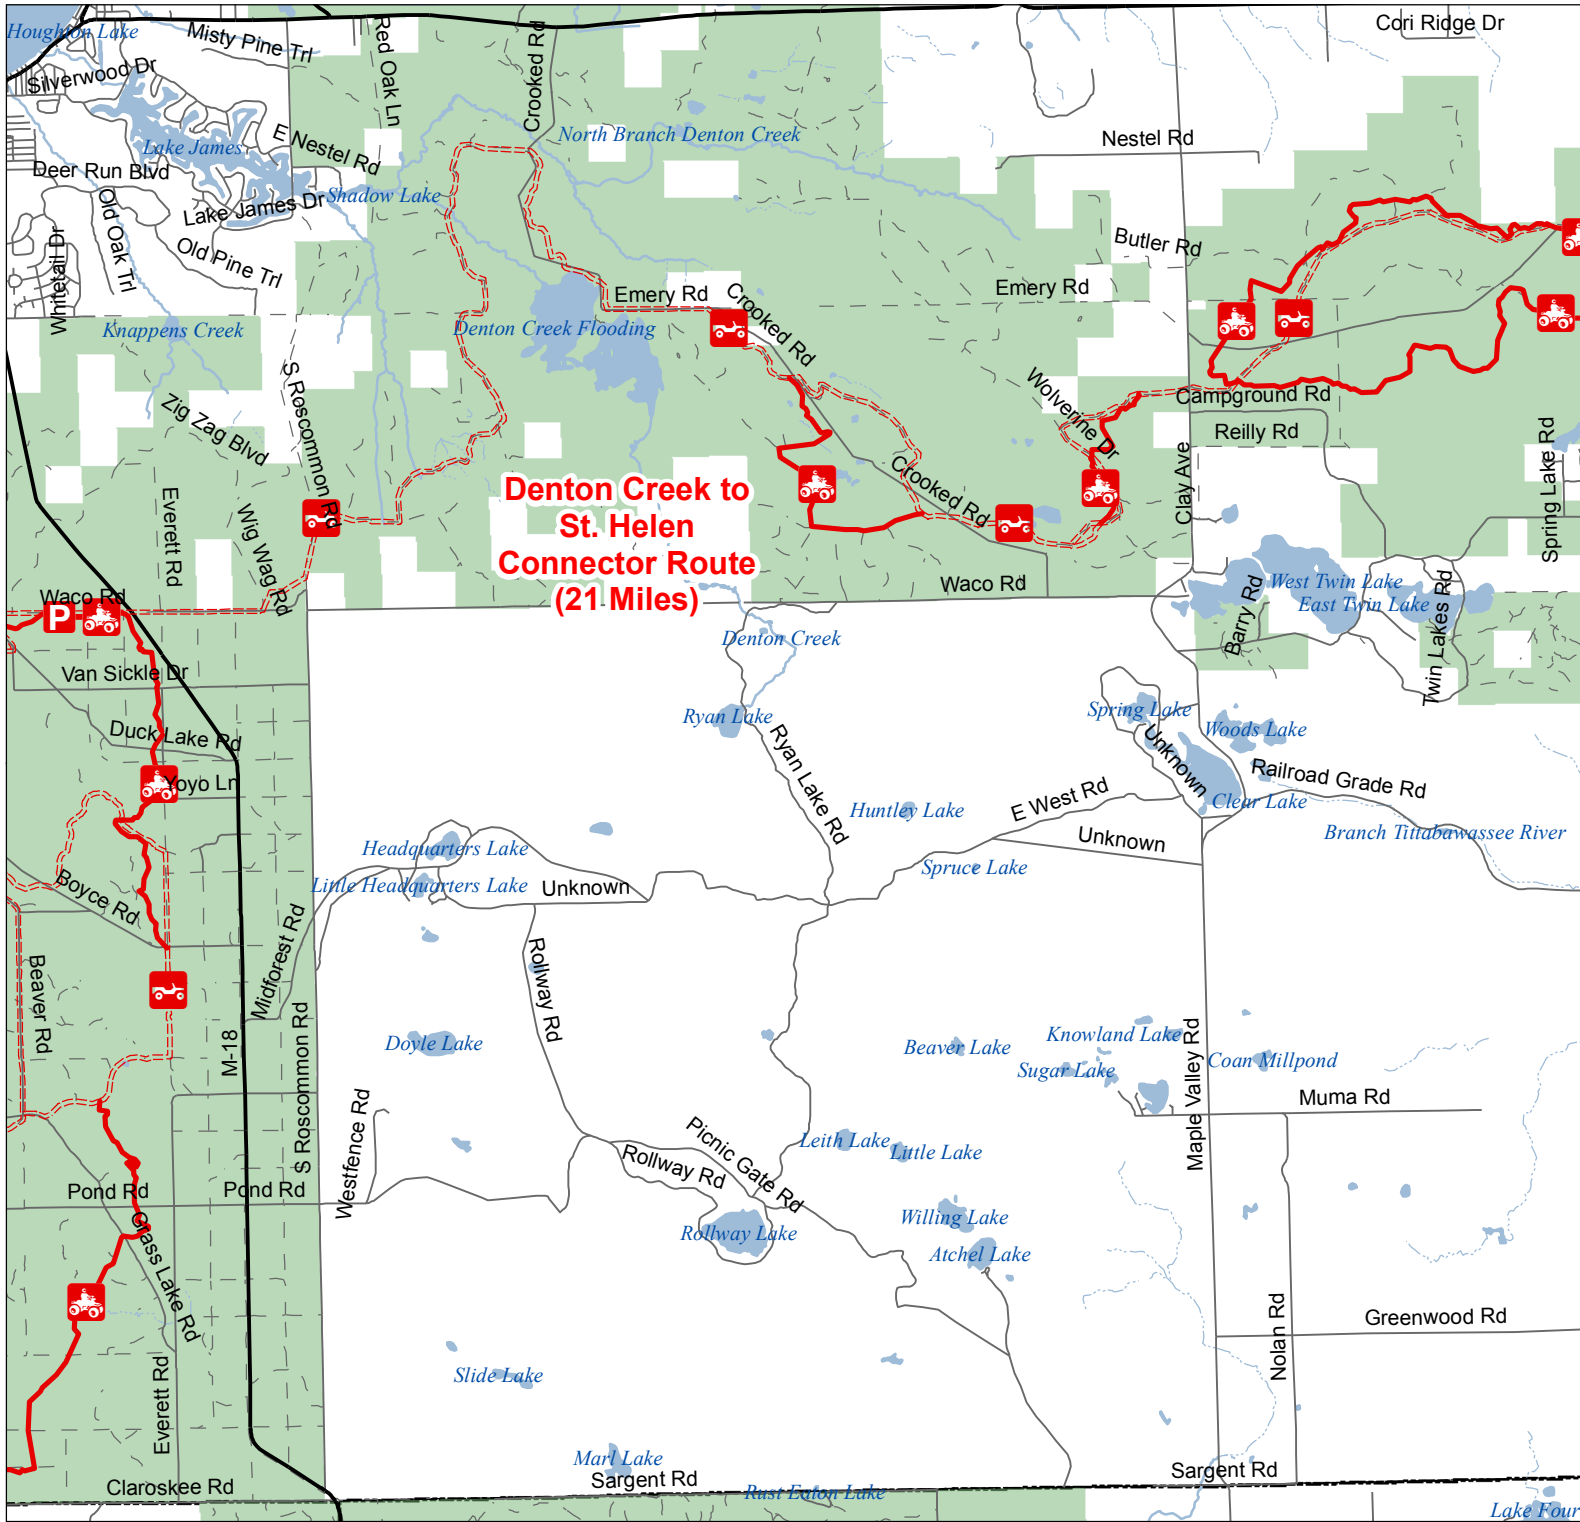 Houghton Lake
Misty Pine Trl
Red Oak Ln
Crooked Rd
Cori Ridge Dr
Silverwood Dr
Lake James
E Nestel Rd
North Branch Denton Creek
Nestel Rd
Deer Run Blvd
Old Oak Trl
Lake James Dr
Shadow Lake
Whitetail Dr
Old Pine Trl
Butler Rd
Knappens Creek
Emery Rd
Crooked Rd
Emery Rd
Denton Creek Flooding
S Roscommon Rd
Zig Zag Blvd
Wolverine Dr
Campground Rd
Reilly Rd
Clay Ave
Spring Lake Rd
Everett Rd
Wig Wag Rd
Crooked Rd
Denton Creek to
St. Helen
Connector Route
(21 Miles)
Waco Rd
P
Waco Rd
West Twin Lake
East Twin Lake
Barry Rd
Twin Lakes Rd
Denton Creek
Van Sickle Dr
Ryan Lake
Spring Lake
Woods Lake
Duck Lake Rd
Ryan Lake Rd
Unknown
Yoyo Ln
E West Rd
Railroad Grade Rd
Clear Lake
Huntley Lake
Unknown
Branch Tittabawassee River
Headquarters Lake
Spruce Lake
Little Headquarters Lake
Unknown
Boyce Rd
Midforest Rd
Rollway Rd
Beaver Rd
M-18
S Roscommon Rd
Doyle Lake
Beaver Lake
Knowland Lake
Sugar Lake
Maple Valley Rd
Coan Millpond
Muma Rd
Westfence Rd
Picnic Gate Rd
Leith Lake
Little Lake
Rollway Rd
Pond Rd
Pond Rd
Grass Lake Rd
Rollway Lake
Willing Lake
Atchel Lake
Nolan Rd
Greenwood Rd
Everett Rd
Slide Lake
Marl Lake
Sargent Rd
Sargent Rd
Claroskee Rd
Rust Eaton Lake
Lake Four